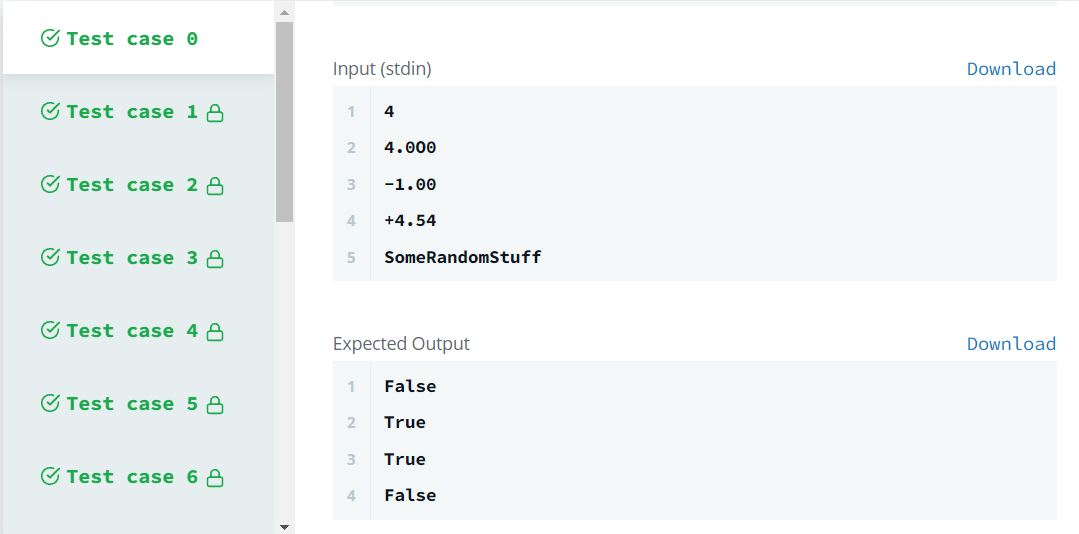 Test case 0
Test case 1
Test case 2
Test case 3
Test case 4
Test case 5
Test case 6
Input (stdin)
Download
1 4
2 4.0O0
3 -1.00
4 +4.54
5 SomeRandomStuff
Expected Output
Download
1 False
2 True
3 True
4 False